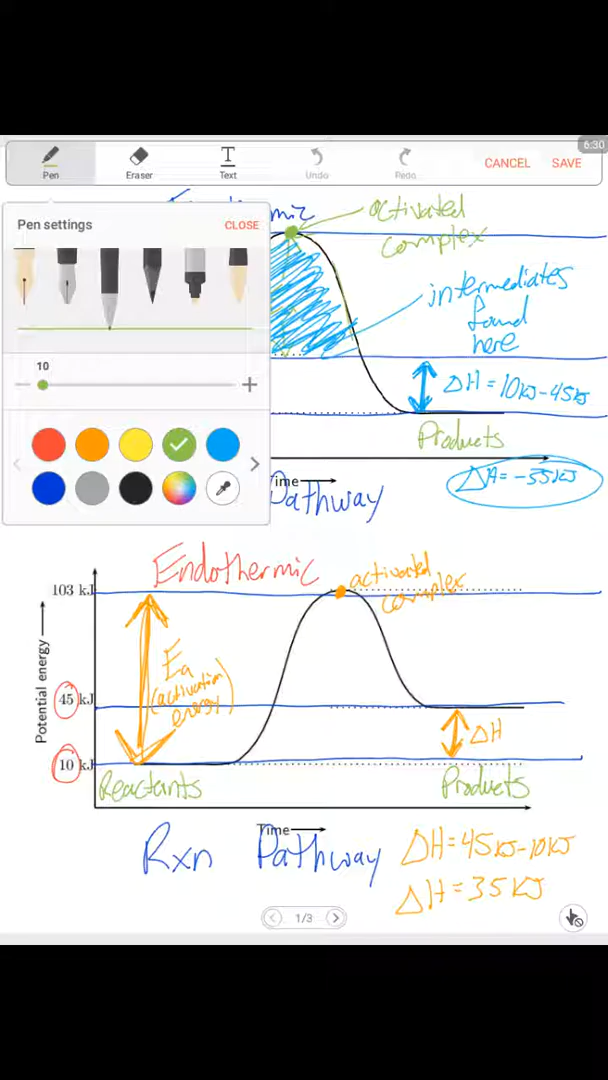 6:30
Pen
Eraser
Text
Undo
Redo
CANCEL
SAVE
Pen settings
CLOSE
10
mic
activated
complex
intermediates
found
here
ΔH = 10kJ-45kJ
Products
ime
Pathway
ΔH= -35kJ
Endothermic
activated
complex
103 kJ
Potential energy
Ea
(activation
energy)
45 kJ
ΔH
10 kJ
Reactants
Products
Time
Rxn Pathway
ΔH=45kJ-10kJ
ΔH=35kJ
1/3